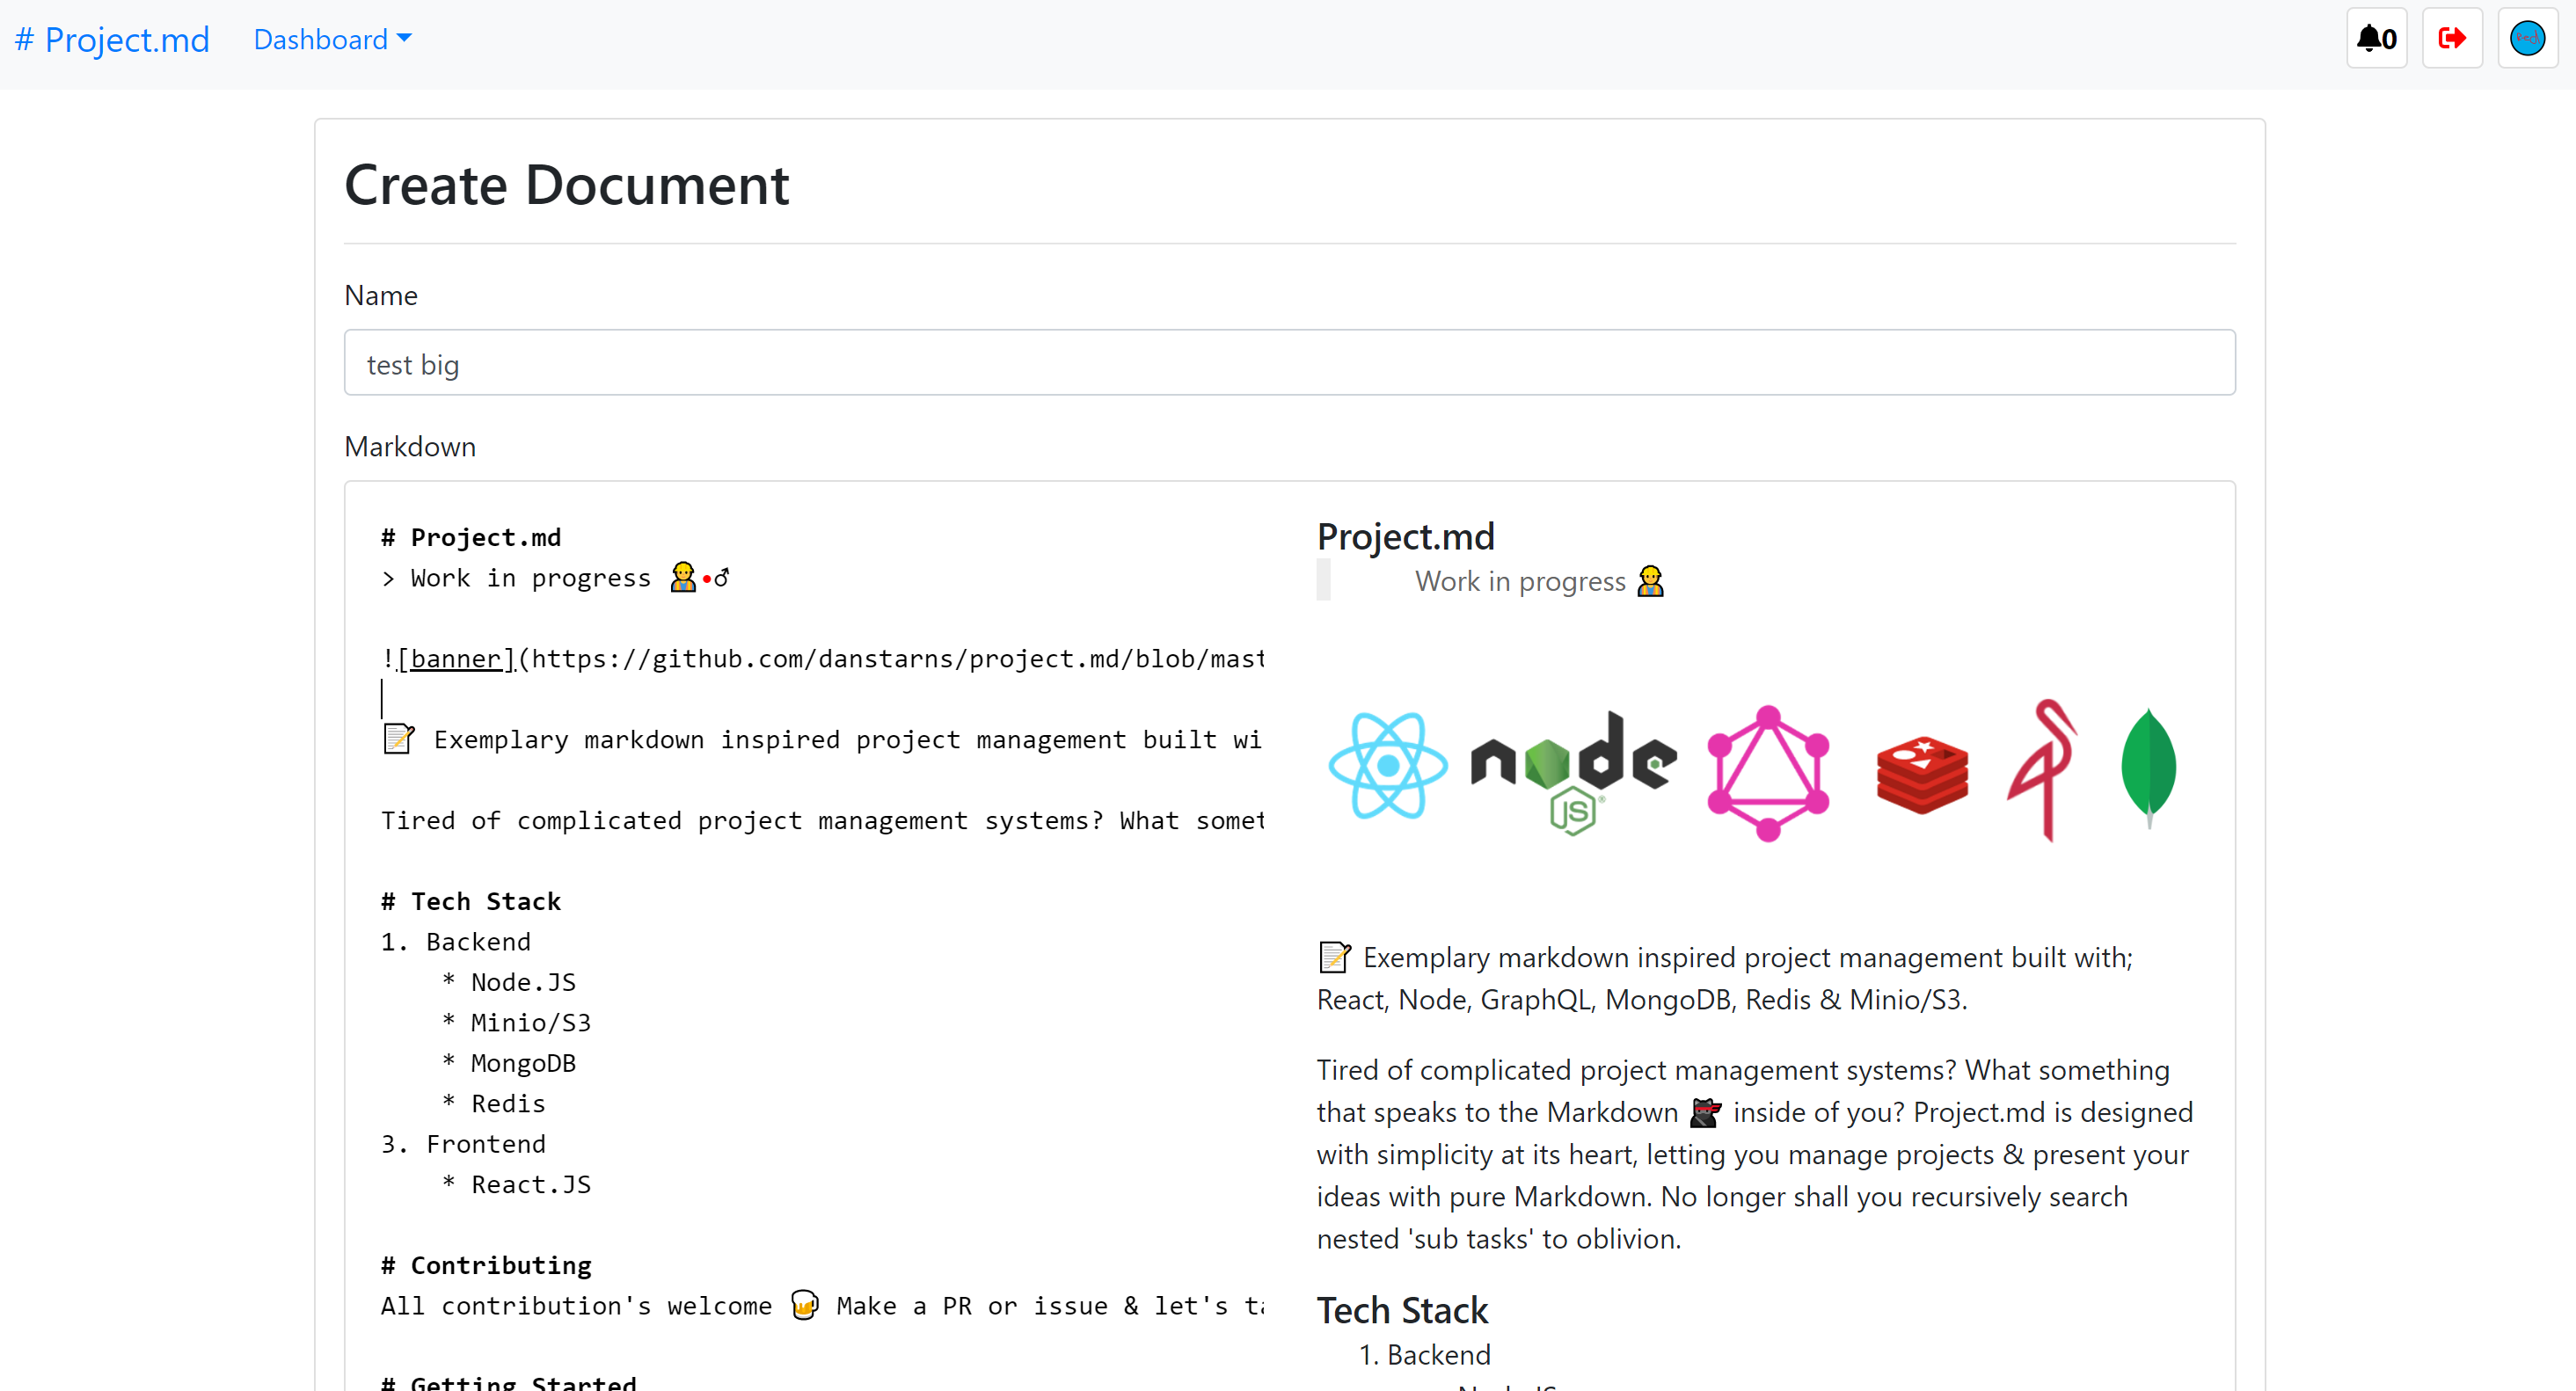 # Project.md
Dashboard
0
Create Document
Name
test big
Markdown
# Project.md
> Work in progress 👷•♂
![banner](https://github.com/danstarns/project.md/blob/mast
📝 Exemplary markdown inspired project management built wi
Tired of complicated project management systems? What somet
# Tech Stack
1. Backend
* Node.JS
* Minio/S3
* MongoDB
* Redis
3. Frontend
* React.JS
# Contributing
All contribution's welcome 🍺 Make a PR or issue & let's ta
# Getting Started
Project.md
Work in progress 👷
node
JS
📝 Exemplary markdown inspired project management built with;
React, Node, GraphQL, MongoDB, Redis & Minio/S3.
Tired of complicated project management systems? What something
that speaks to the Markdown 🐱‍👤 inside of you? Project.md is designed
with simplicity at its heart, letting you manage projects & present your
ideas with pure Markdown. No longer shall you recursively search
nested 'sub tasks' to oblivion.
Tech Stack
1. Backend
Node.JS